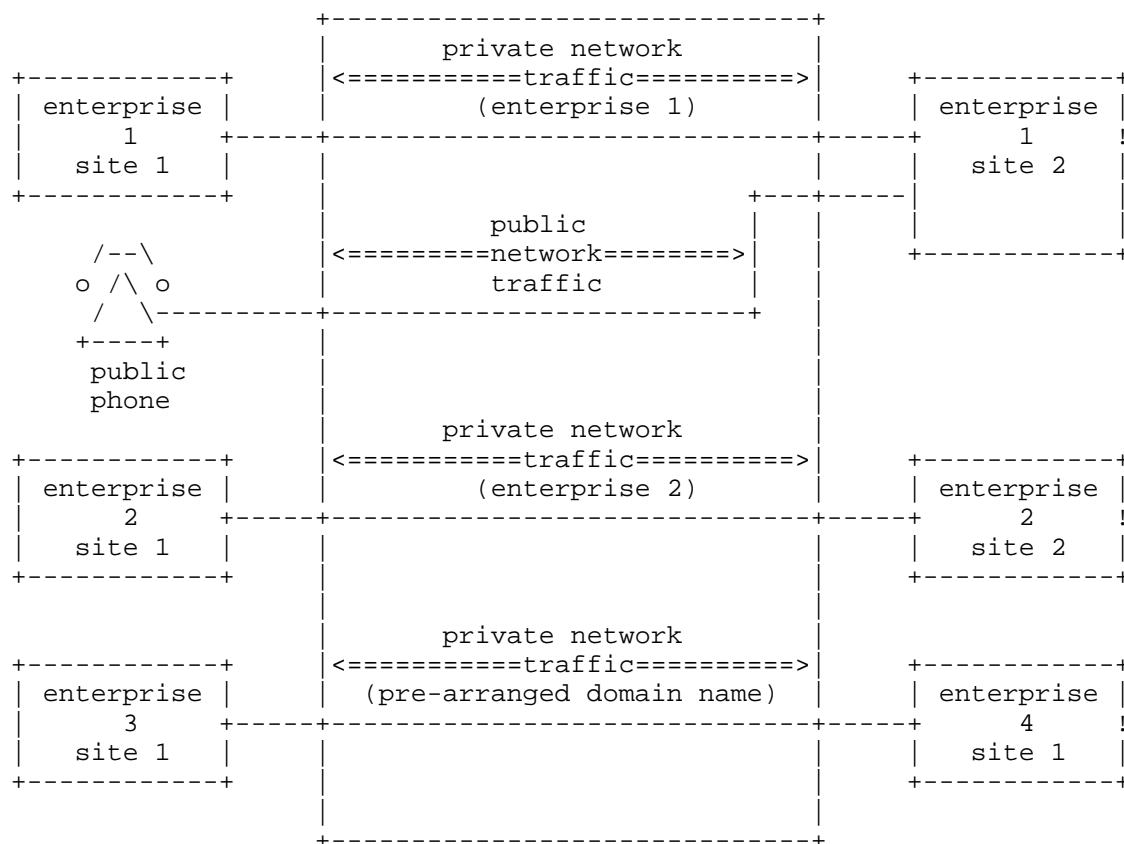 private network
<===========traffic==========>
enterprise (enterprise 1) enterprise
1 1 !
site 1 site 2
public
<=========network========>
o o traffic
public
phone
private network
<===========traffic==========>
enterprise (enterprise 2) enterprise
2 2 !
site 1 site 2
private network
<===========traffic==========>
enterprise (pre-arranged domain name) enterprise
3 4 !
site 1 site 1